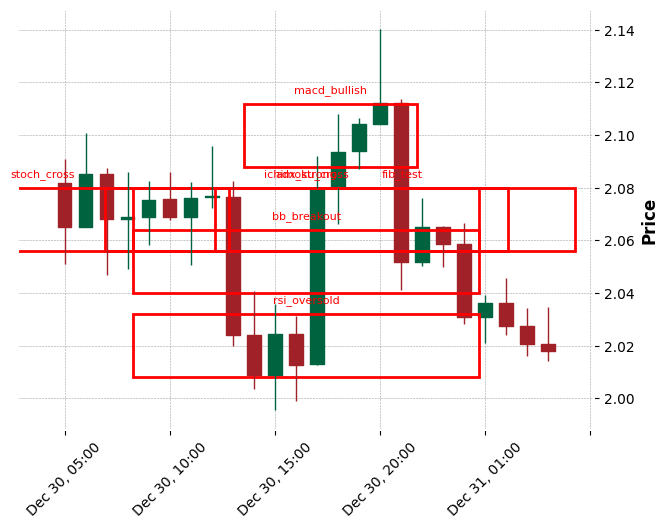 2.14
2.12
macd_bullish
2.10
stoch_cross
fib_test
2.08
bb_breakout
2.06
Price
2.04
rsi_oversold
2.02
2.00
Dec 30, 05:00
Dec 30, 10:00
Dec 30, 15:00
Dec 30, 20:00
Dec 31, 01:00